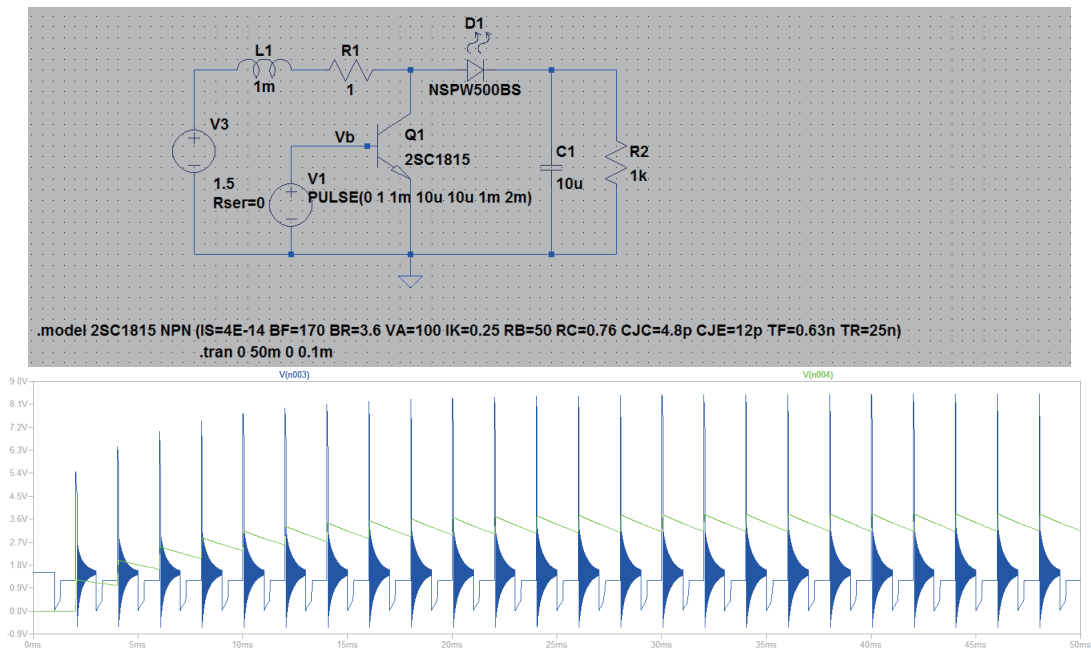 D1
L1
R1
1m
1
NSPW500BS
V3
Vb
Q1
2SC1815
C1
R2
V1
1.5
PULSE(0 1 1m 10u 10u 1m 2m)
10u
1k
Rser=0
.model 2SC1815 NPN (IS=4E-14 BF=170 BR=3.6 VA=100 IK=0.25 RB=50 RC=0.76 CJC=4.8p CJE=12p TF=0.63n TR=25n)
.tran 0 50m 0 0.1m
V(n003) V(n004)
9.0V
8.1V
7.2V
6.3V
5.4V
4.5V
3.6V
2.7V
1.8V
0.9V
0.0V
-0.9V
0ms 5ms 10ms 15ms 20ms 25ms 30ms 35ms 40ms 45ms 50ms